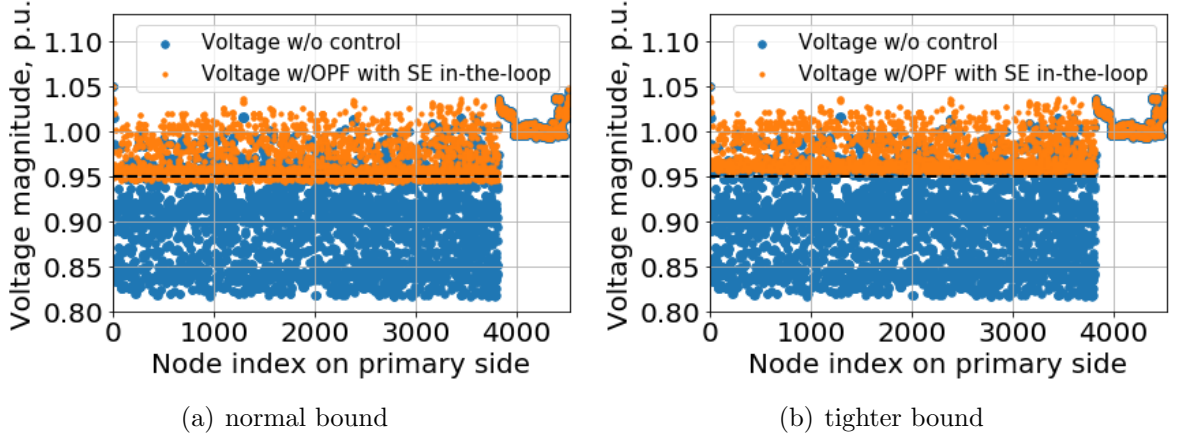 Voltage magnitude, p.u.
1.10
1.05
1.00
0.95
0.90
0.85
0.80
Voltage w/o control
Voltage w/OPF with SE in-the-loop
0 1000 2000 3000 4000
Node index on primary side
(a) normal bound
Voltage magnitude, p.u.
1.10
1.05
1.00
0.95
0.90
0.85
0.80
Voltage w/o control
Voltage w/OPF with SE in-the-loop
0 1000 2000 3000 4000
Node index on primary side
(b) tighter bound